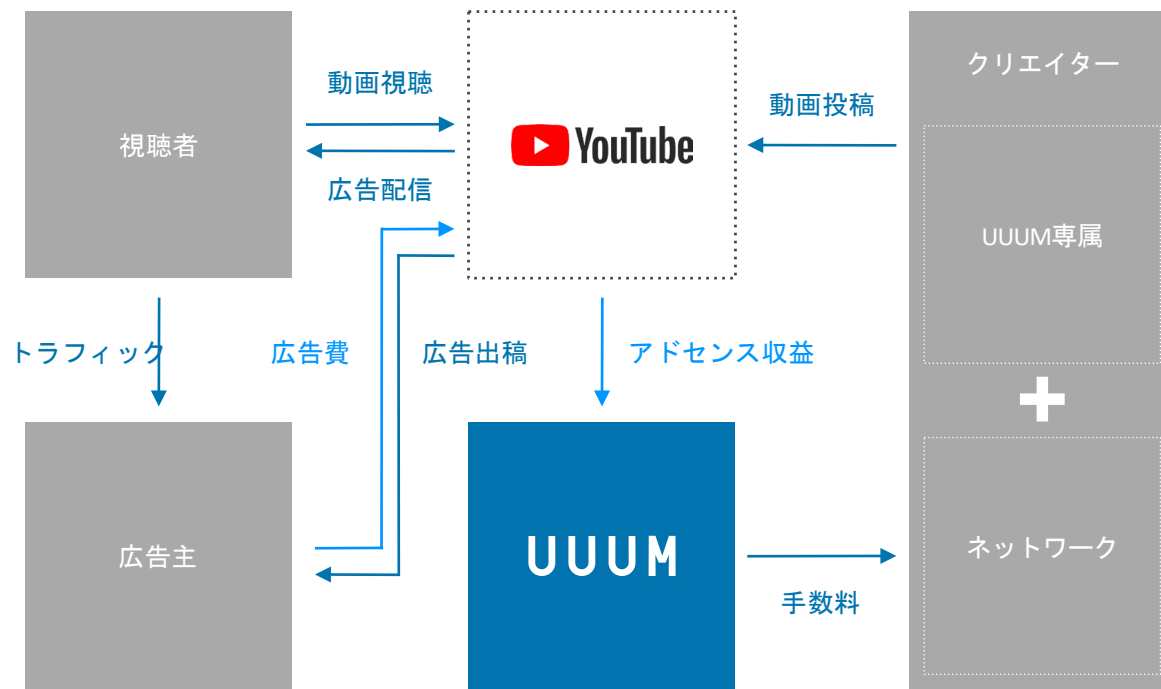 クリエイター
動画視聴
動画投稿
視聴者
YouTube
広告配信
UUUM専属
トラフィック
広告費
広告出稿
アドセンス収益
広告主
UUUM
ネットワーク
手数料